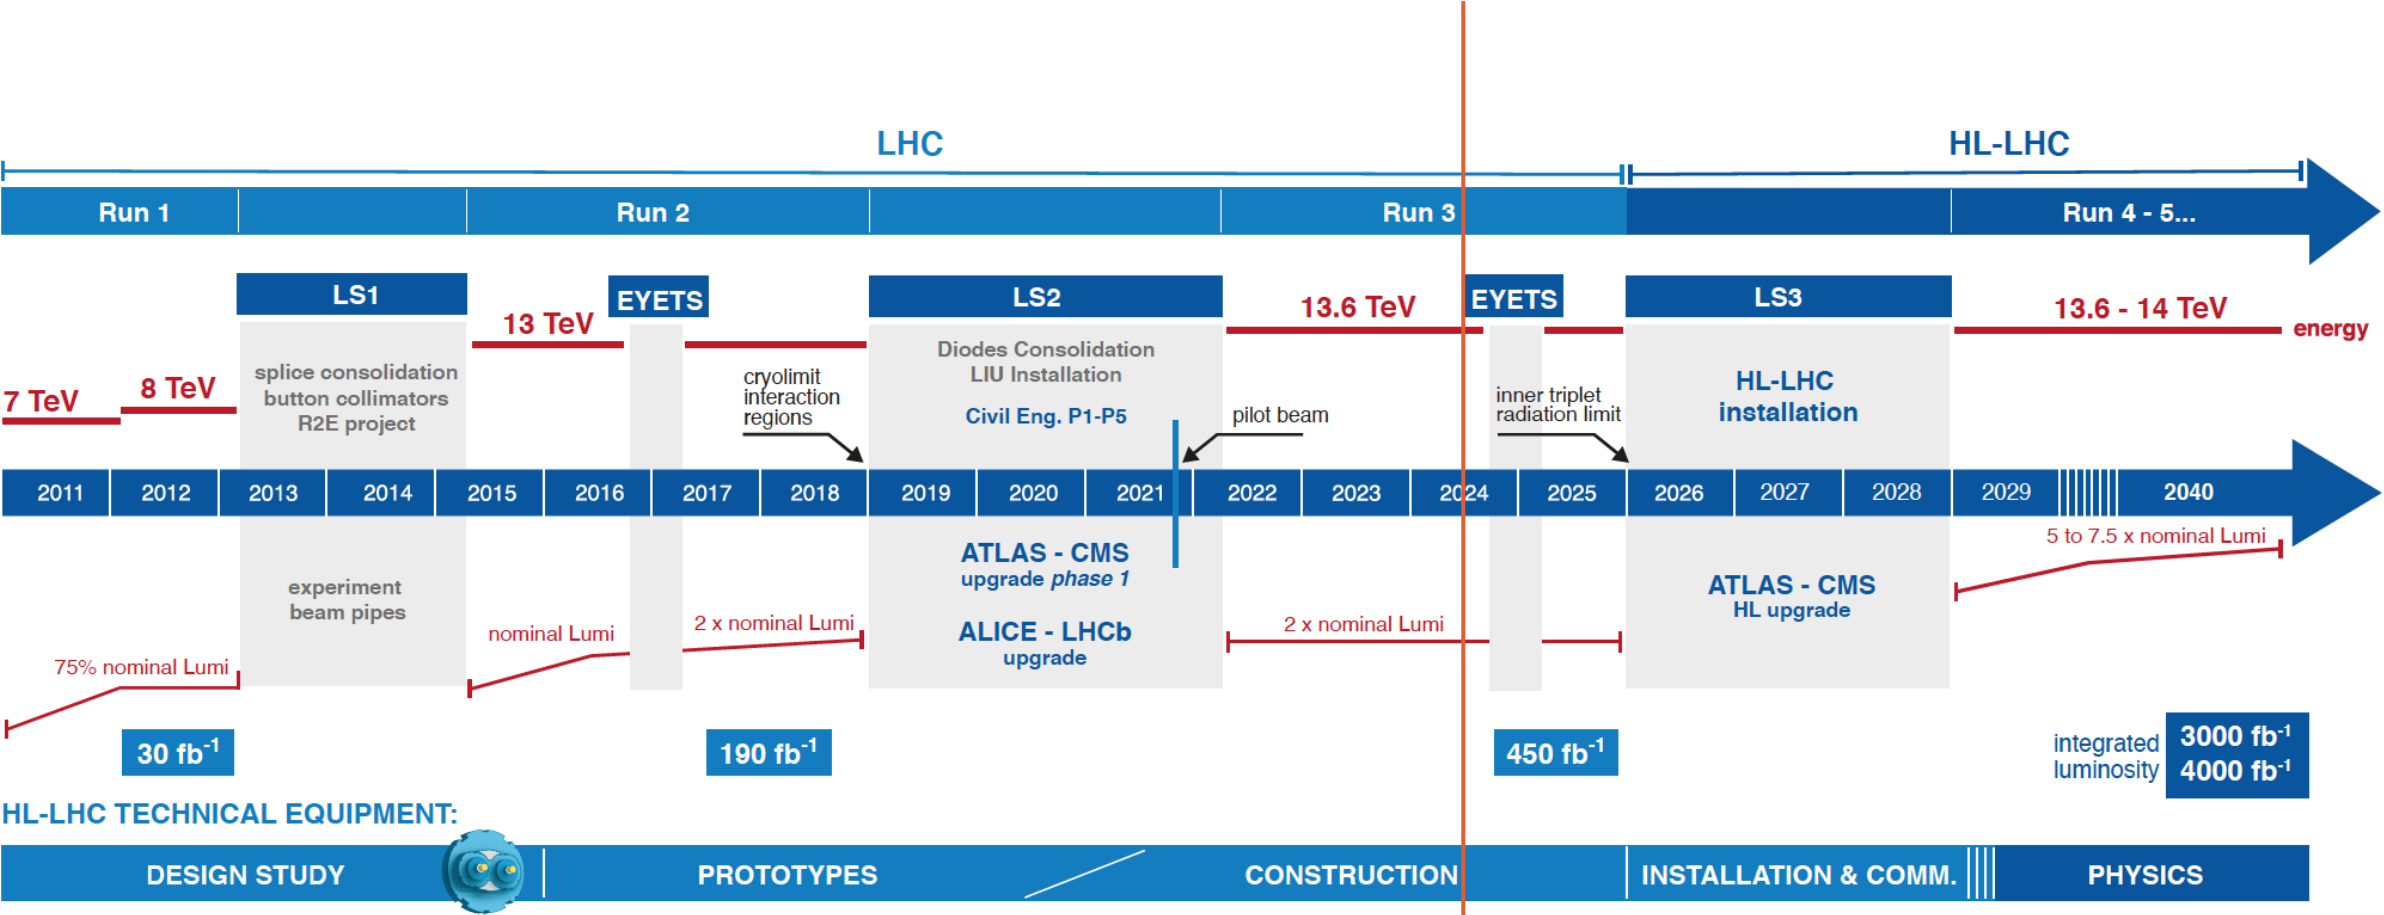 LHC
HL-LHC
Run 1
Run 2
Run 3
Run 4 - 5...
LS1
EYETS
LS2
EYETS
LS3
7 TeV
8 TeV
13 TeV
13.6 TeV
13.6 - 14 TeV
energy
splice consolidation
button collimators
R2E project
cryolimit
interaction
regions
Diodes Consolidation
LIU Installation
Civil Eng. P1-P5
pilot beam
inner triplet
radiation limit
HL-LHC
installation
2011 2012 2013 2014 2015 2016 2017 2018 2019 2020 2021 2022 2023 2024 2025 2026 2027 2028 2029 2040
experiment
beam pipes
ATLAS - CMS
upgrade phase 1
ALICE - LHCb
upgrade
ATLAS - CMS
HL upgrade
5 to 7.5 x nominal Lumi
75% nominal Lumi
nominal Lumi
2 x nominal Lumi
2 x nominal Lumi
30 fb⁻¹
190 fb⁻¹
450 fb⁻¹
integrated
luminosity
3000 fb⁻¹
4000 fb⁻¹
HL-LHC TECHNICAL EQUIPMENT:
DESIGN STUDY
PROTOTYPES
CONSTRUCTION
INSTALLATION & COMM.
PHYSICS